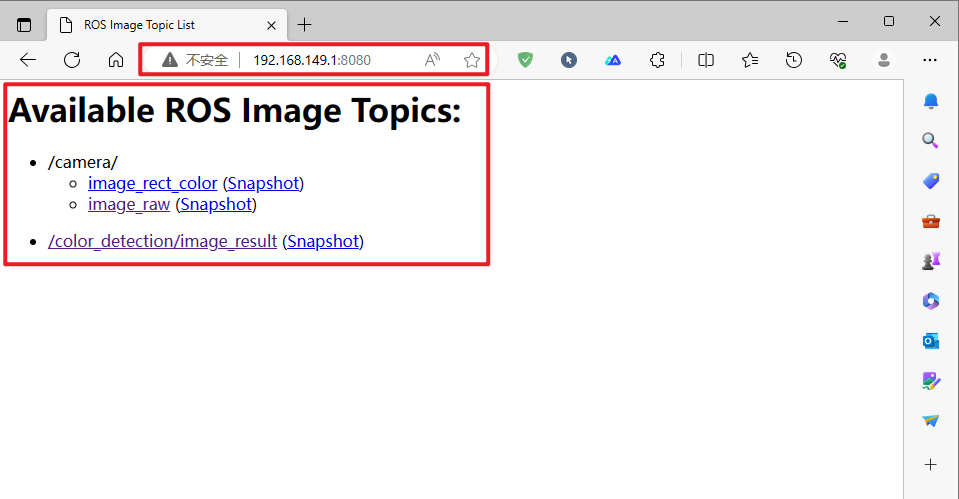 ROS Image Topic List
不安全 192.168.149.1:8080
Available ROS Image Topics:
/camera/
image_rect_color (Snapshot)
image_raw (Snapshot)
/color_detection/image_result (Snapshot)